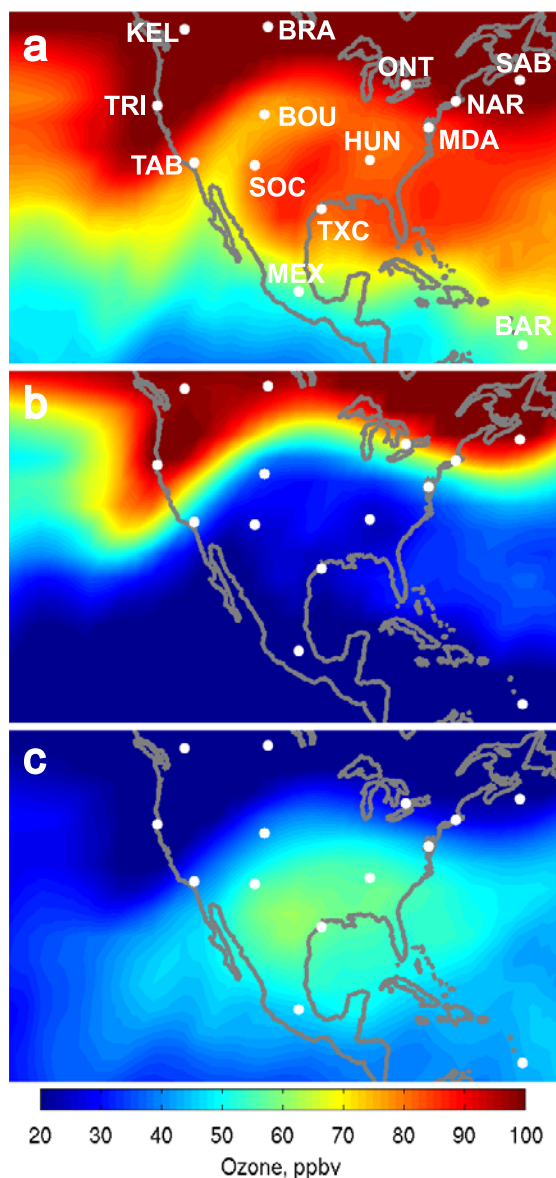 a
KEL
BRA
ONT
SAB
TRI
BOU
NAR
HUN
MDA
TAB
SOC
TXC
MEX
BAR
b
c
20 30 40 50 60 70 80 90 100
Ozone, ppbv